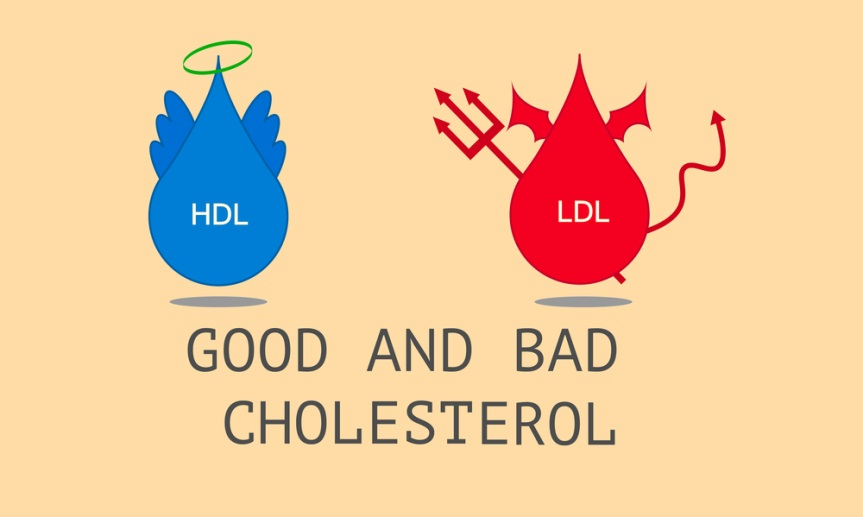 HDL
LDL
GOOD AND BAD
CHOLESTEROL